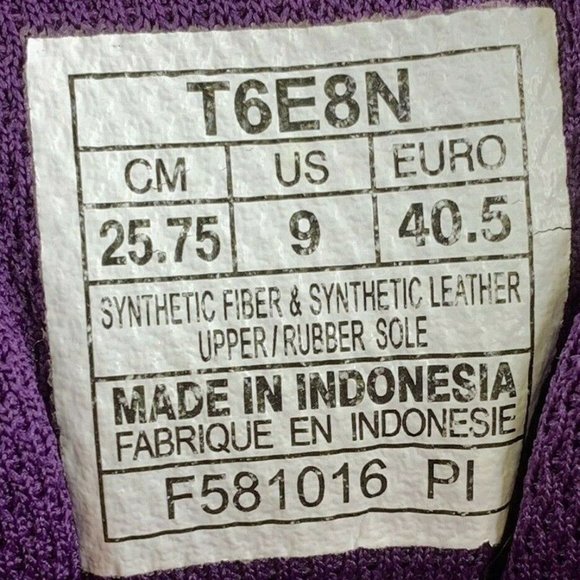 T6E8N
CM US EURO
25.75 9 40.5
SYNTHETIC FIBER & SYNTHETIC LEATHER
UPPER/RUBBER SOLE
MADE IN INDONESIA
FABRIQUE EN INDONESIE
F581016 PI